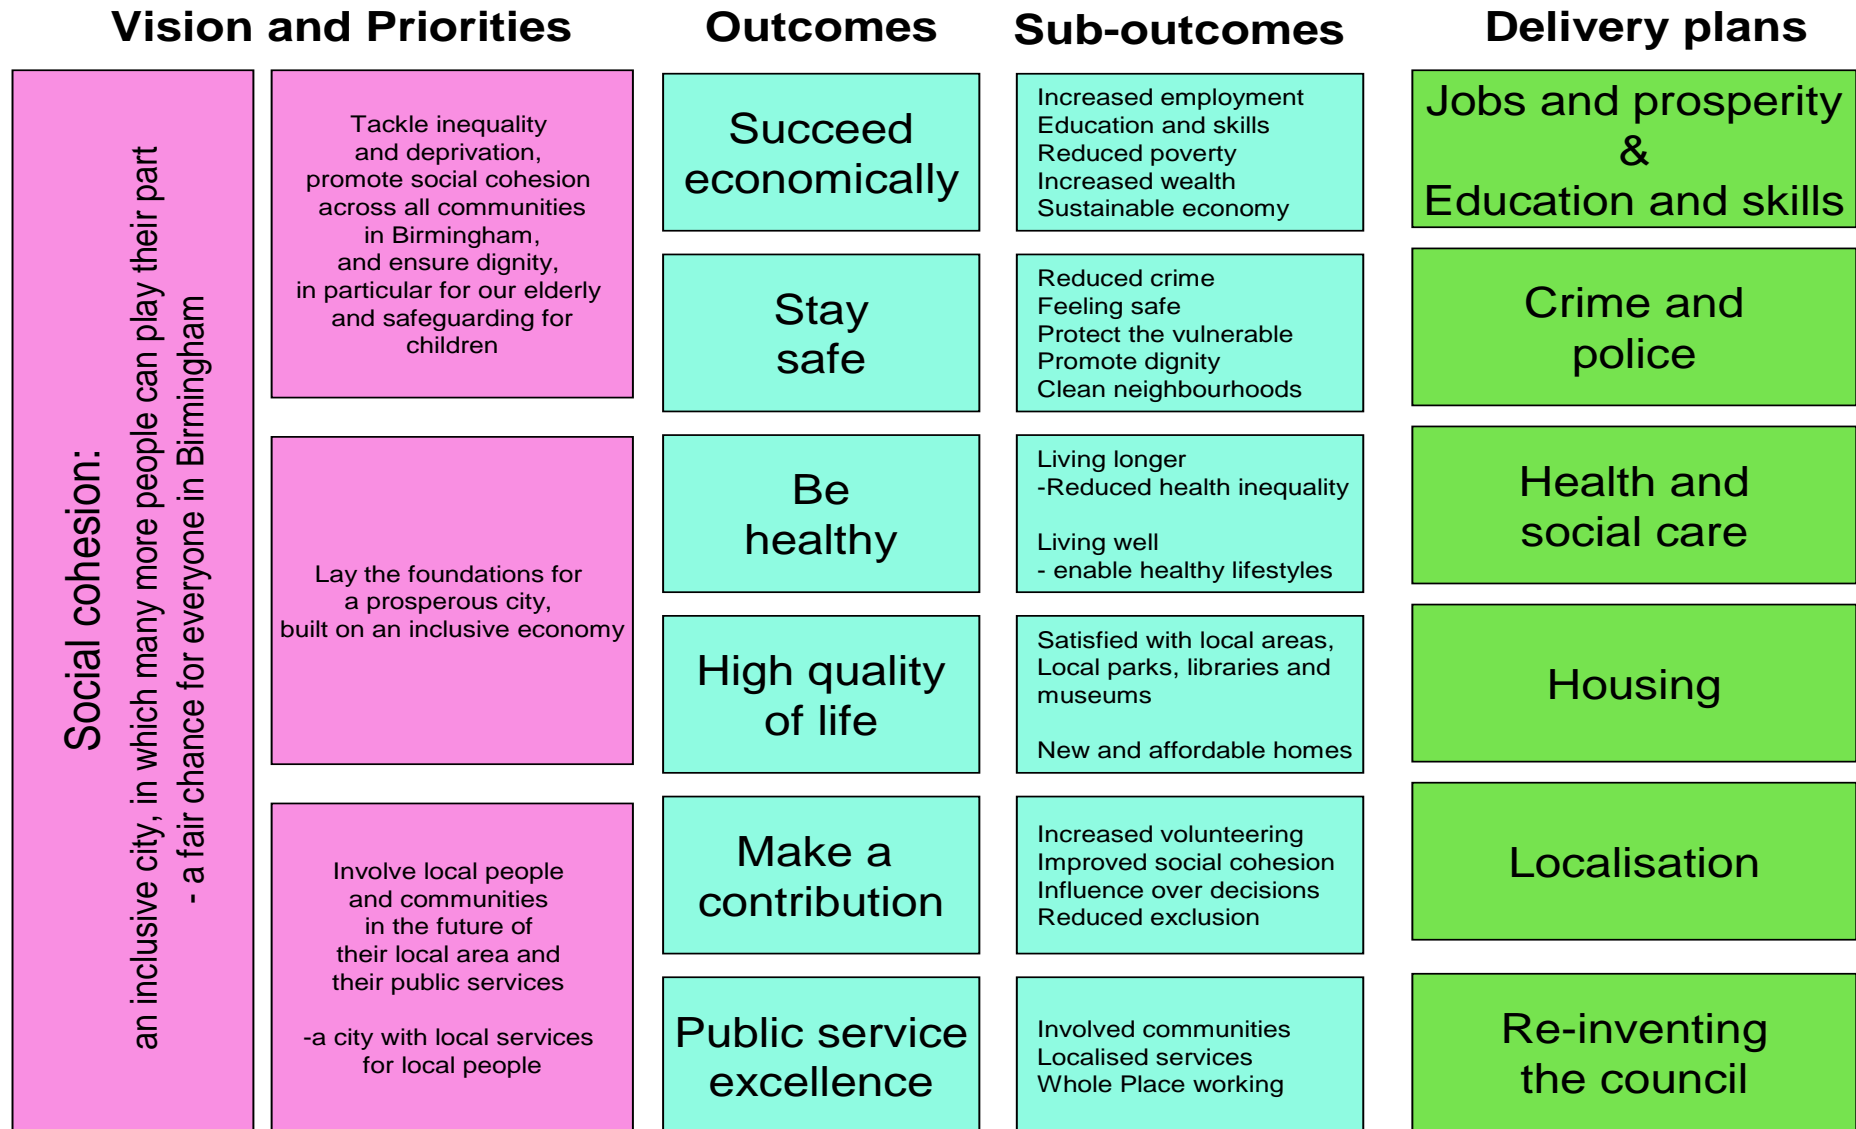 Vision and Priorities
Outcomes
Sub-outcomes
Delivery plans
Social cohesion:
an inclusive city, in which many more people can play their part
- a fair chance for everyone in Birmingham
Tackle inequality
and deprivation,
promote social cohesion
across all communities
in Birmingham,
and ensure dignity,
in particular for our elderly
and safeguarding for
children
Lay the foundations for
a prosperous city,
built on an inclusive economy
Involve local people
and communities
in the future of
their local area and
their public services
-a city with local services
for local people
Succeed
economically
Increased employment
Education and skills
Reduced poverty
Increased wealth
Sustainable economy
Jobs and prosperity
&
Education and skills
Stay
safe
Reduced crime
Feeling safe
Protect the vulnerable
Promote dignity
Clean neighbourhoods
Crime and
police
Be
healthy
Living longer
-Reduced health inequality
Living well
- enable healthy lifestyles
Health and
social care
High quality
of life
Satisfied with local areas,
Local parks, libraries and
museums
New and affordable homes
Housing
Make a
contribution
Increased volunteering
Improved social cohesion
Influence over decisions
Reduced exclusion
Localisation
Public service
excellence
Involved communities
Localised services
Whole Place working
Re-inventing
the council